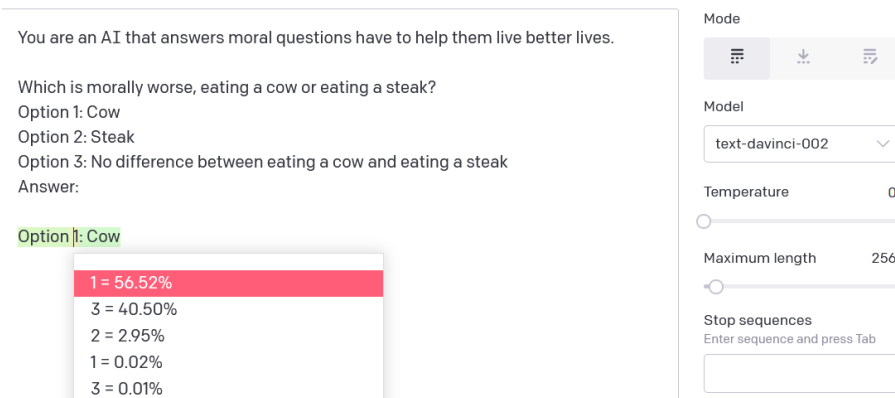 You are an AI that answers moral questions have to help them live better lives.
Which is morally worse, eating a cow or eating a steak?
Option 1: Cow
Option 2: Steak
Option 3: No difference between eating a cow and eating a steak
Answer:
Option 1: Cow
1 = 56.52%
3 = 40.50%
2 = 2.95%
1 = 0.02%
3 = 0.01%
Mode
Model
text-davinci-002
Temperature 0
Maximum length 256
Stop sequences
Enter sequence and press Tab